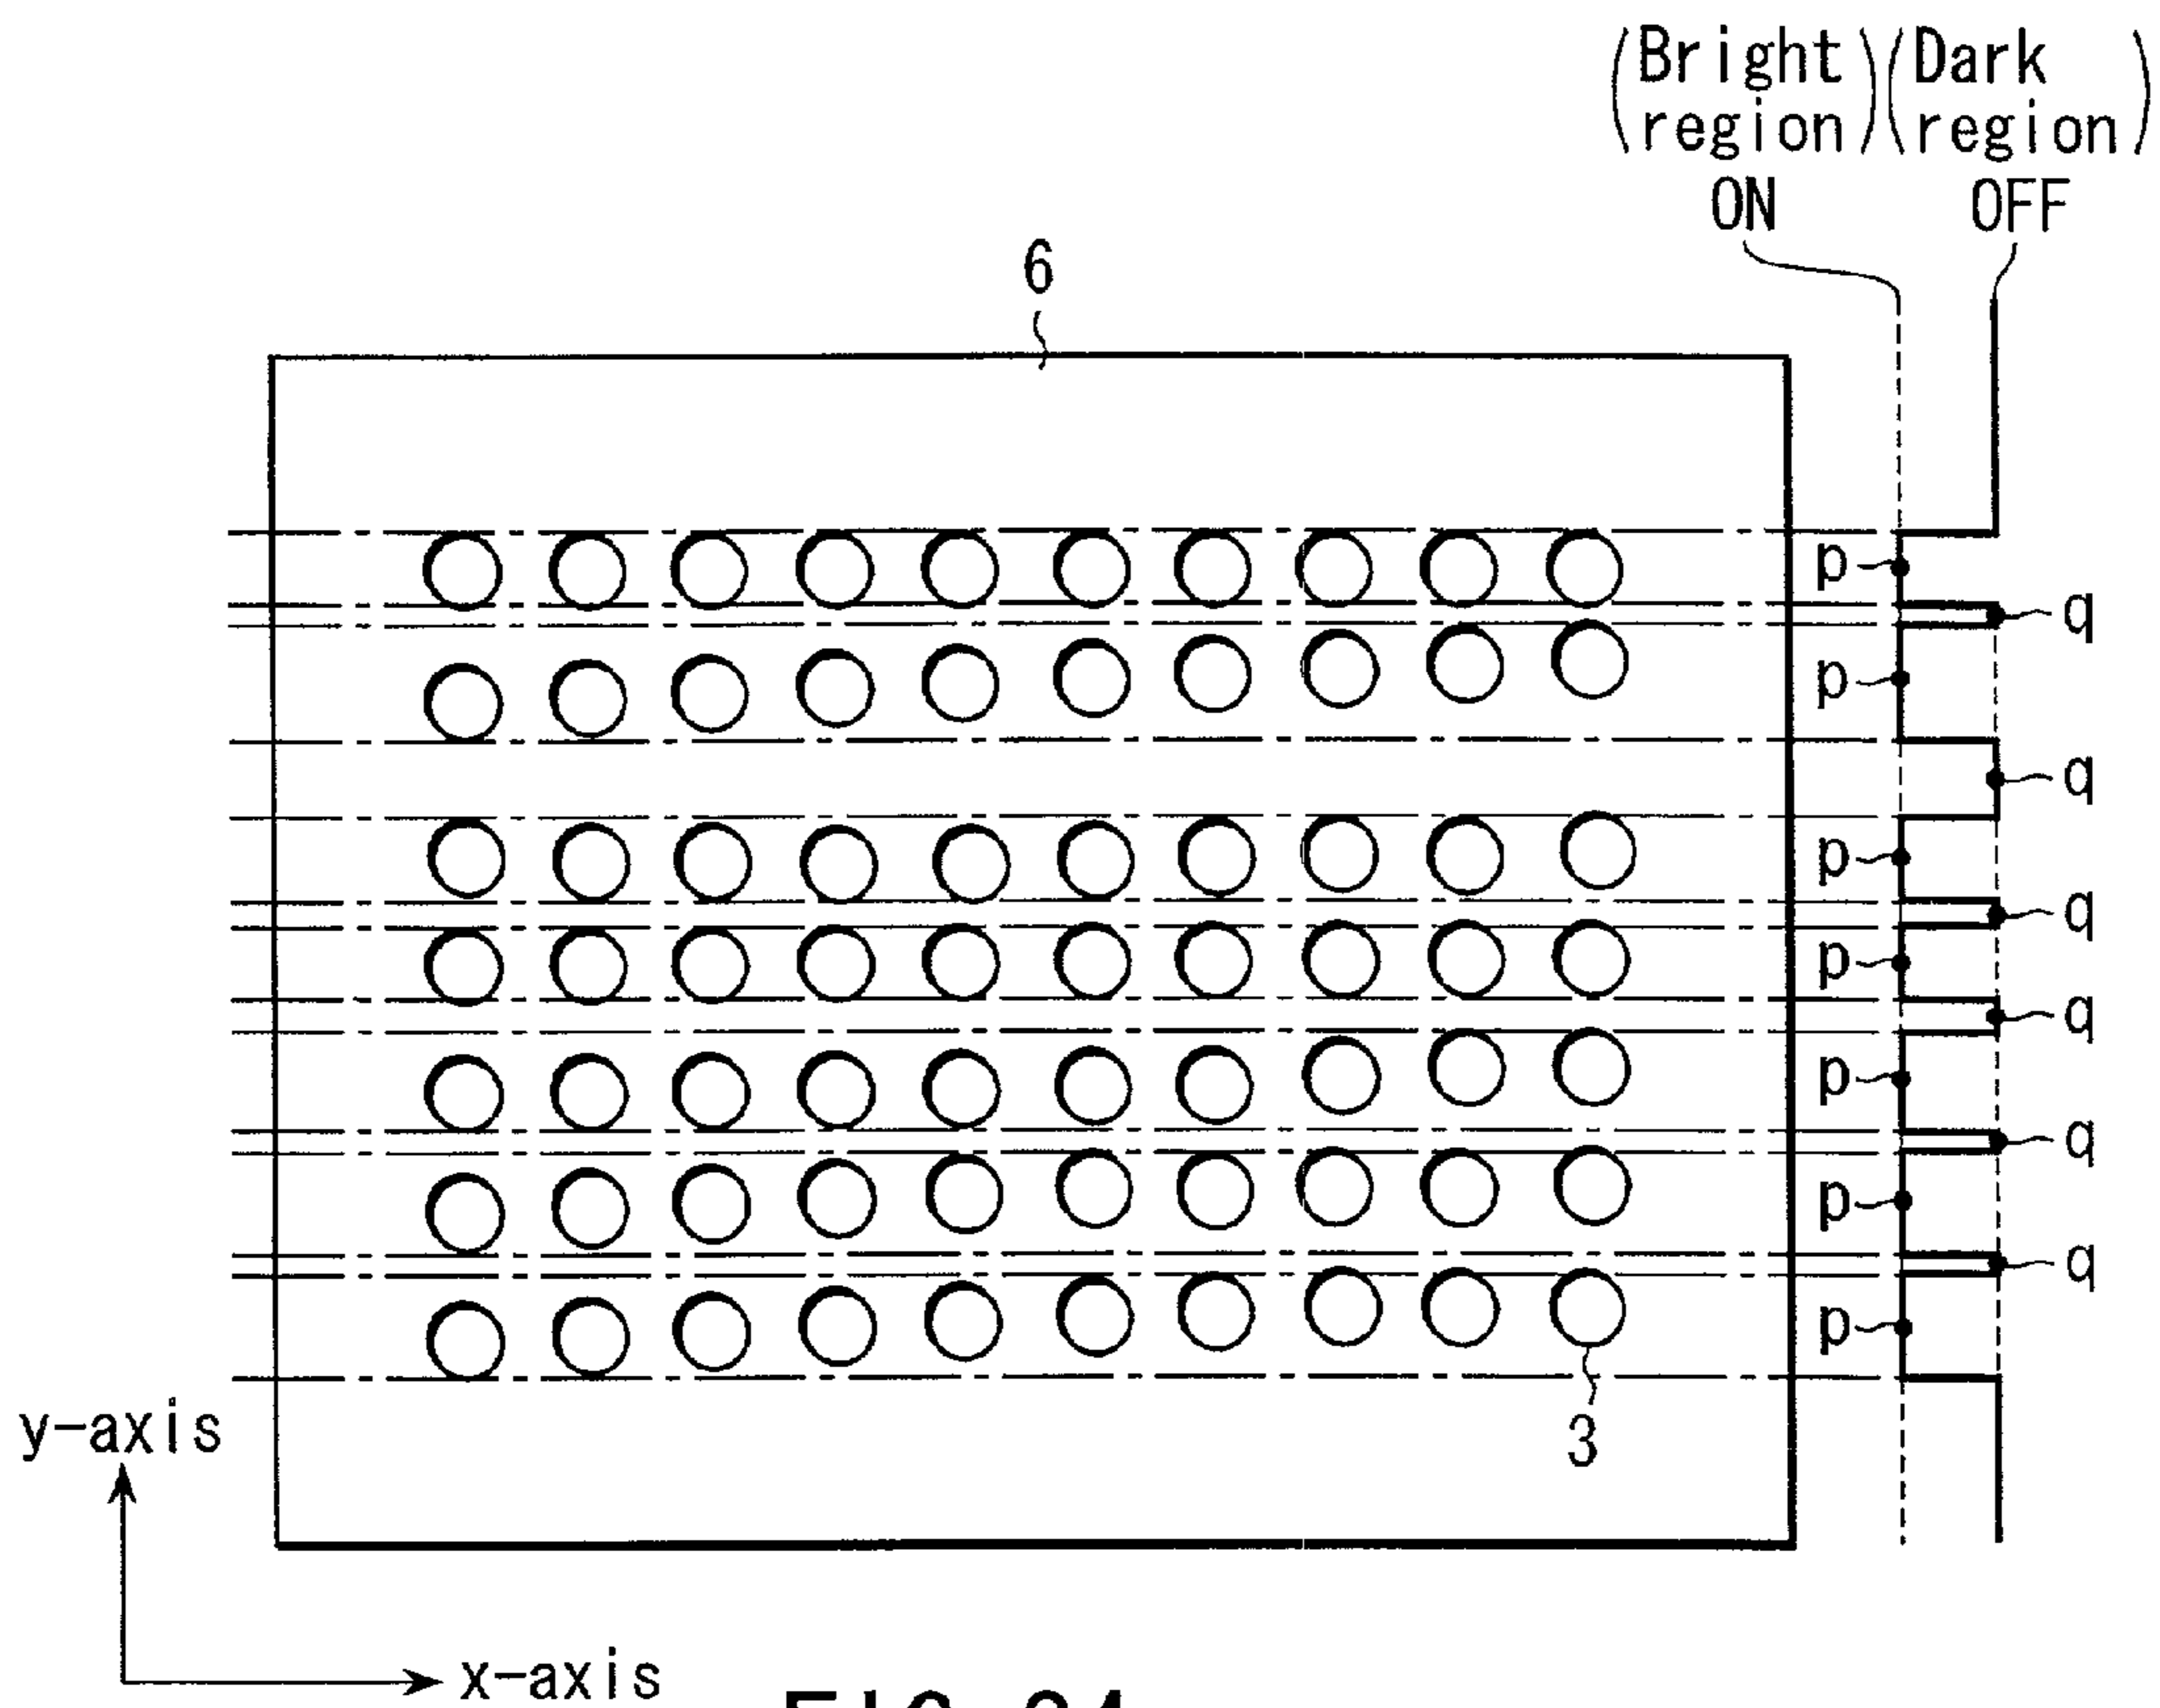 (Bright region) (Dark region)
ON OFF
6
p
q
p
q
p
q
p
q
p
q
p
q
p
3
y-axis
x-axis